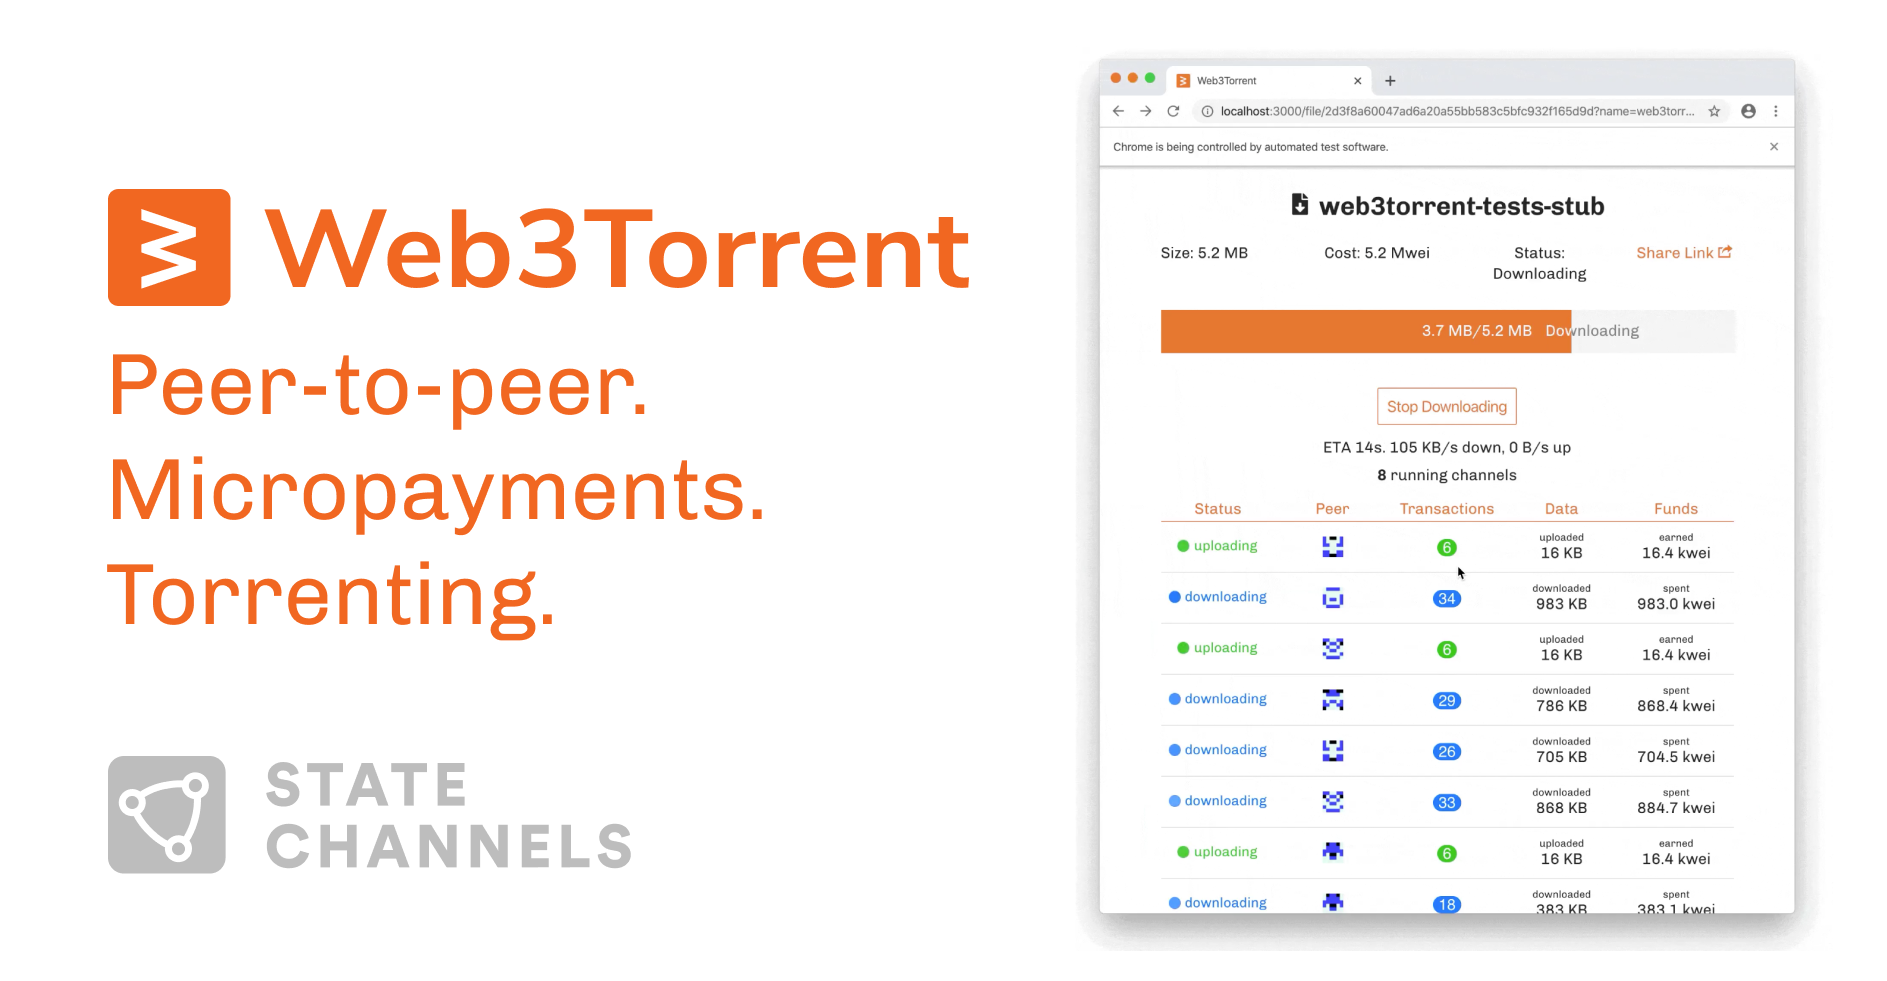 Web3Torrent
Peer-to-peer.
Micropayments.
Torrenting.
STATE
CHANNELS
Web3Torrent
localhost:3000/file/2d3f8a60047ad6a20a55bb583c5bfc932f165d9d?name=web3torr...
Chrome is being controlled by automated test software.
web3torrent-tests-stub
Size: 5.2 MB Cost: 5.2 Mwei Status: Share Link
Downloading
3.7 MB/5.2 MB Downloading
Stop Downloading
ETA 14s. 105 KB/s down, 0 B/s up
8 running channels
Status Peer Transactions Data Funds
uploaded earned
uploading 6 16 KB 16.4 kwei
downloaded spent
downloading 34 983 KB 983.0 kwei
uploaded earned
uploading 6 16 KB 16.4 kwei
downloaded spent
downloading 29 786 KB 868.4 kwei
downloaded spent
downloading 26 705 KB 704.5 kwei
downloaded spent
downloading 33 868 KB 884.7 kwei
uploaded earned
uploading 6 16 KB 16.4 kwei
downloaded spent
downloading 18 383 KB 383.1 kwei